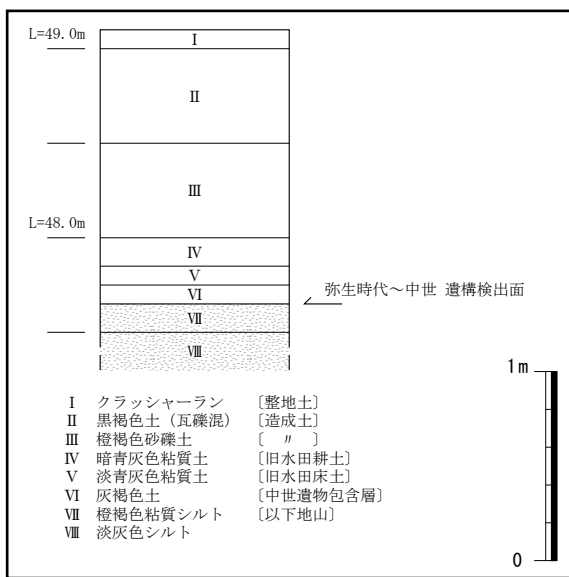 L=49.0m
Ⅰ
Ⅱ
Ⅲ
L=48.0m
Ⅳ
Ⅴ
Ⅵ
弥生時代～中世 遺構検出面
Ⅶ
Ⅷ
1m
0
Ⅰ クラッシャーラン 〔整地土〕
Ⅱ 黒褐色土（瓦礫混） 〔造成土〕
Ⅲ 橙褐色砂礫土 〔 〃 〕
Ⅳ 暗青灰色粘質土 〔旧水田耕土〕
Ⅴ 淡青灰色粘質土 〔旧水田床土〕
Ⅵ 灰褐色土 〔中世遺物包含層〕
Ⅶ 橙褐色粘質シルト 〔以下地山〕
Ⅷ 淡灰色シルト